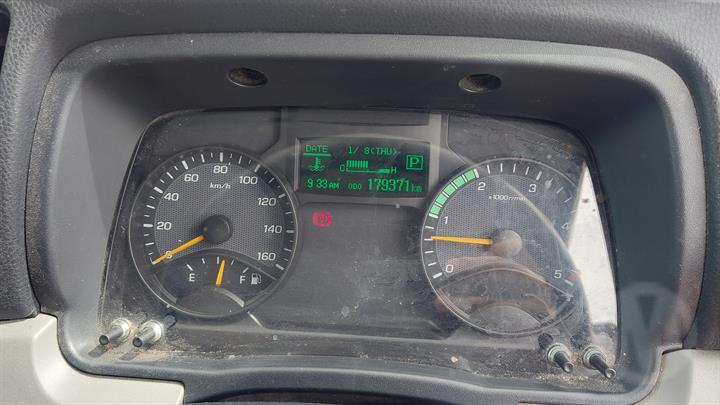 DATE 1/ 8(THU)
P
C H
9:33AM ODO 179371km
5 20 40 60 80 100 120 140 160
km/h
E F
0 1 2 3 4 5
x1000r/min